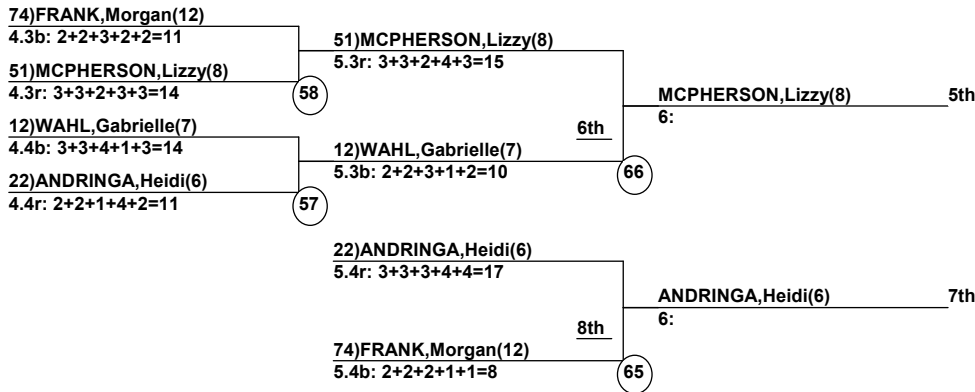 74)FRANK,Morgan(12)
4.3b: 2+2+3+2+2=11
51)MCPHERSON,Lizzy(8)
4.3r: 3+3+2+3+3=14
58
12)WAHL,Gabrielle(7)
4.4b: 3+3+4+1+3=14
22)ANDRINGA,Heidi(6)
4.4r: 2+2+1+4+2=11
57
51)MCPHERSON,Lizzy(8)
5.3r: 3+3+2+4+3=15
6th
12)WAHL,Gabrielle(7)
5.3b: 2+2+3+1+2=10
66
MCPHERSON,Lizzy(8) 5th
6:
22)ANDRINGA,Heidi(6)
5.4r: 3+3+3+4+4=17
8th
74)FRANK,Morgan(12)
5.4b: 2+2+2+1+1=8
65
ANDRINGA,Heidi(6) 7th
6: